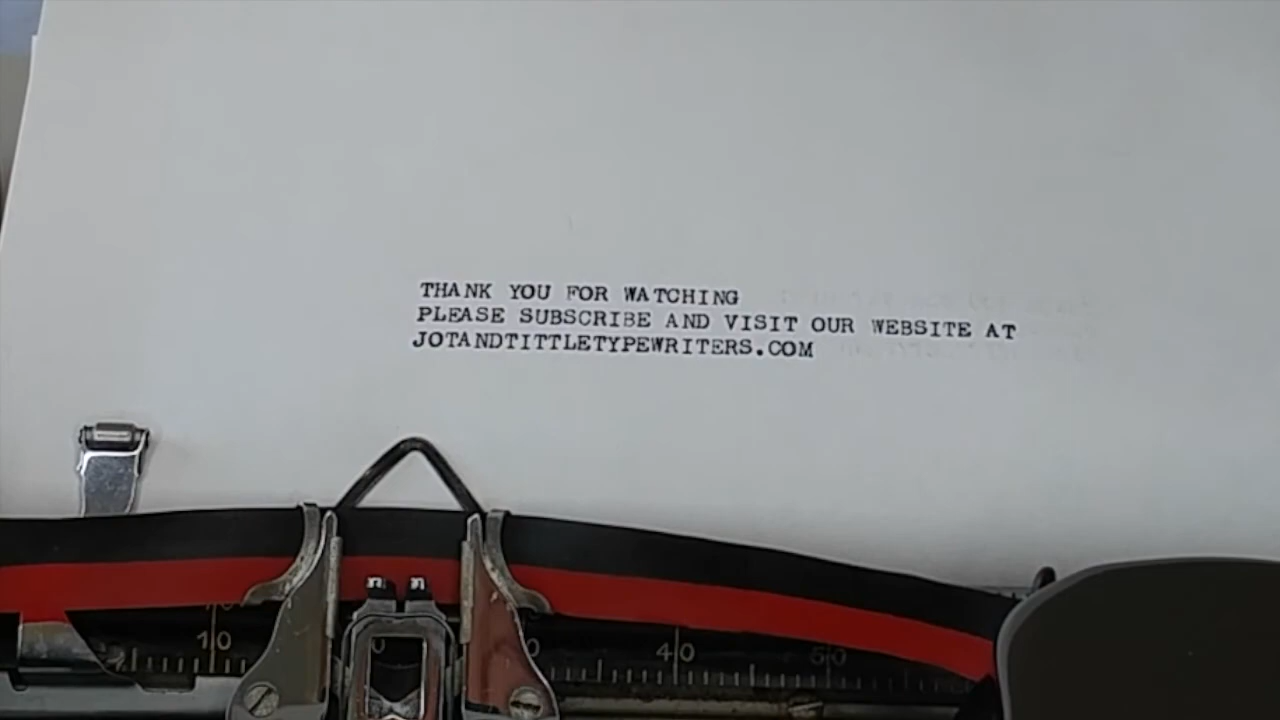 THANK YOU FOR WATCHING
PLEASE SUBSCRIBE AND VISIT OUR WEBSITE AT
JOTANDTITTLETYPEWRITERS.COM
10
40
50